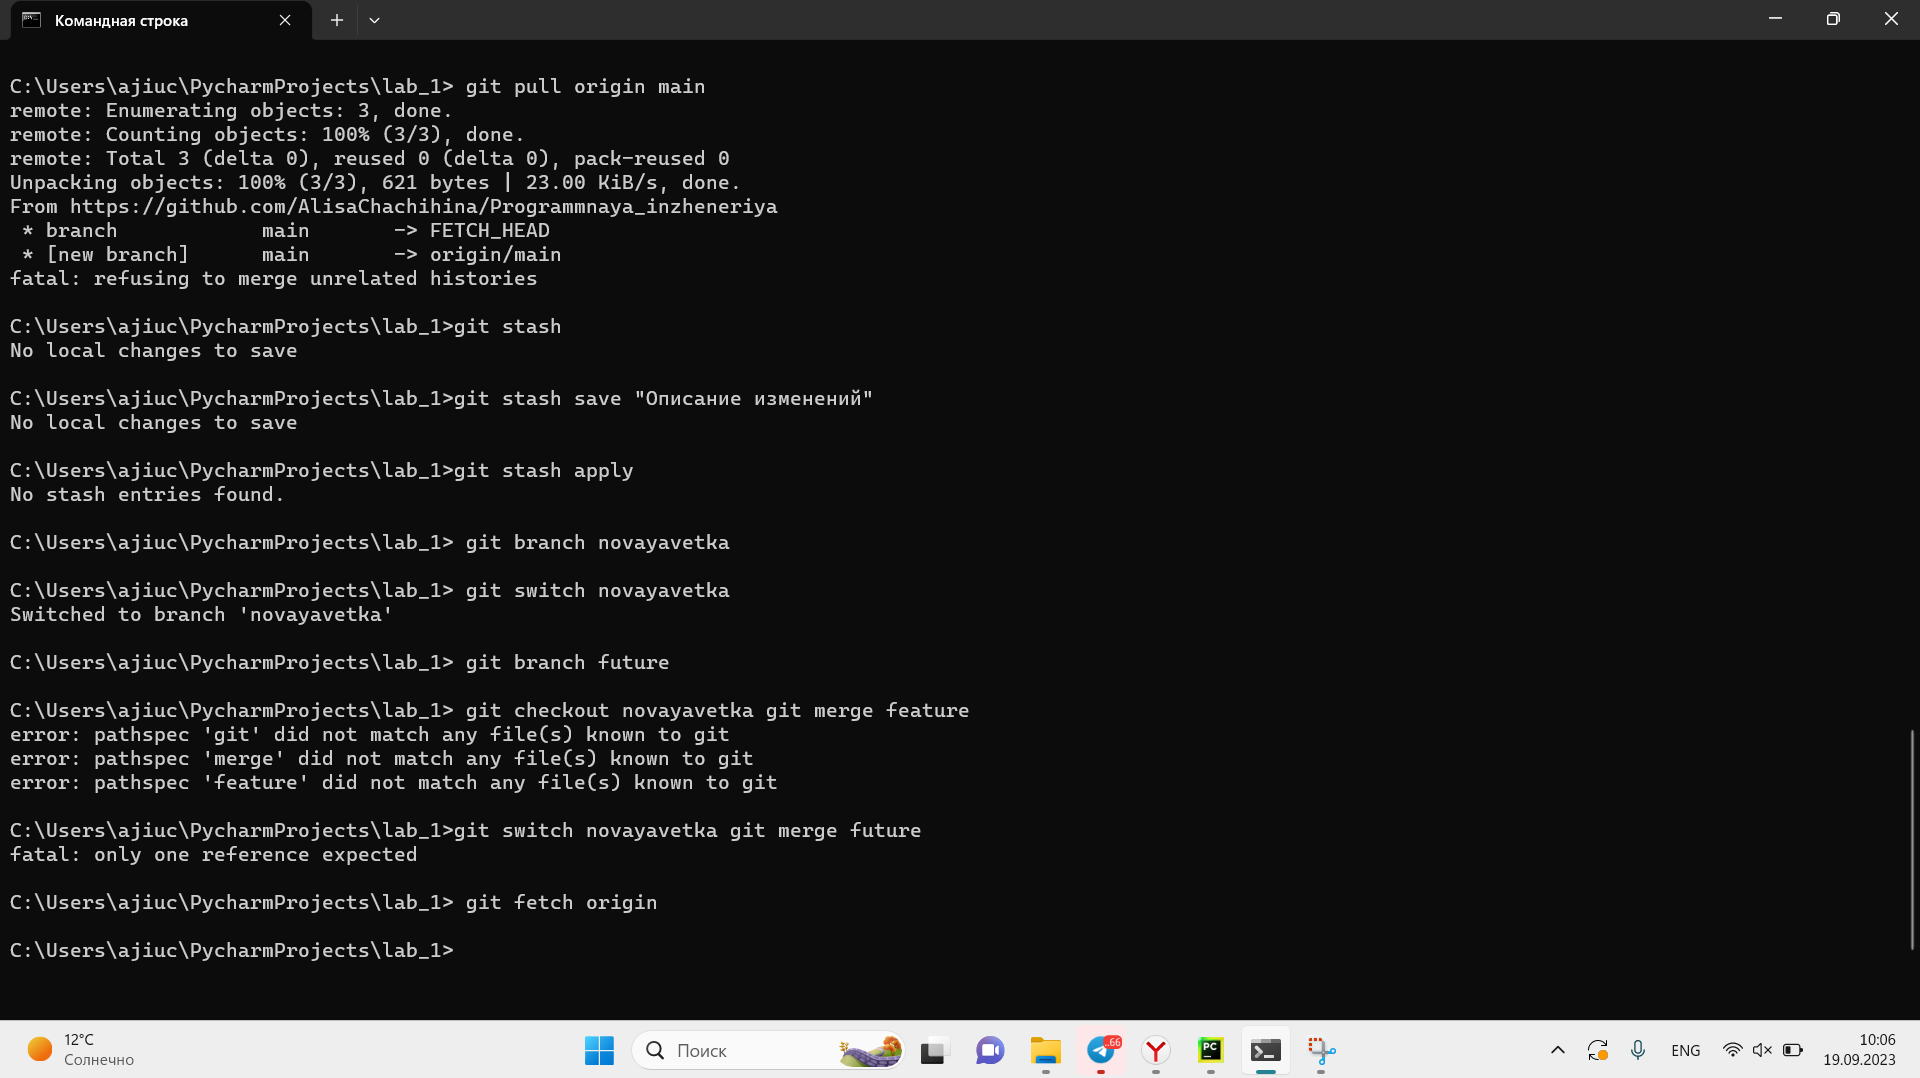 Командная строка
C:\Users\ajiuc\PycharmProjects\lab_1> git pull origin main
remote: Enumerating objects: 3, done.
remote: Counting objects: 100% (3/3), done.
remote: Total 3 (delta 0), reused 0 (delta 0), pack-reused 0
Unpacking objects: 100% (3/3), 621 bytes | 23.00 KiB/s, done.
From https://github.com/AlisaChachihina/Programmnaya_inzheneriya
 * branch            main       -> FETCH_HEAD
 * [new branch]      main       -> origin/main
fatal: refusing to merge unrelated histories
C:\Users\ajiuc\PycharmProjects\lab_1>git stash
No local changes to save
C:\Users\ajiuc\PycharmProjects\lab_1>git stash save "Описание изменений"
No local changes to save
C:\Users\ajiuc\PycharmProjects\lab_1>git stash apply
No stash entries found.
C:\Users\ajiuc\PycharmProjects\lab_1> git branch novayavetka
C:\Users\ajiuc\PycharmProjects\lab_1> git switch novayavetka
Switched to branch 'novayavetka'
C:\Users\ajiuc\PycharmProjects\lab_1> git branch future
C:\Users\ajiuc\PycharmProjects\lab_1> git checkout novayavetka git merge feature
error: pathspec 'git' did not match any file(s) known to git
error: pathspec 'merge' did not match any file(s) known to git
error: pathspec 'feature' did not match any file(s) known to git
C:\Users\ajiuc\PycharmProjects\lab_1>git switch novayavetka git merge future
fatal: only one reference expected
C:\Users\ajiuc\PycharmProjects\lab_1> git fetch origin
C:\Users\ajiuc\PycharmProjects\lab_1>
12°C
Солнечно
Поиск
..66
PC
ENG
10:06
19.09.2023